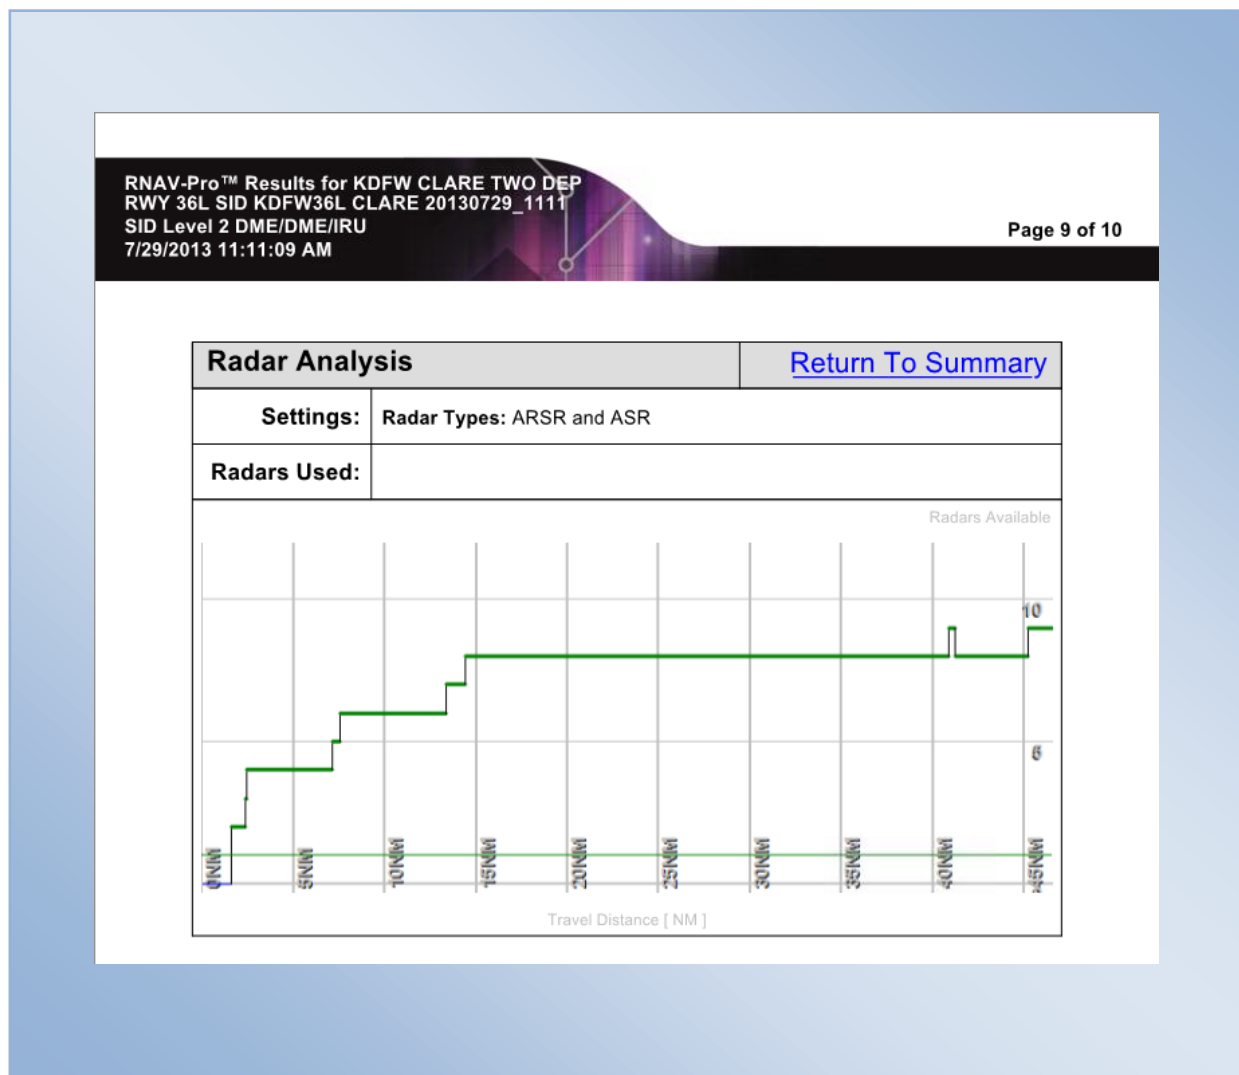 RNAV-Pro™ Results for KDFW CLARE TWO DEP
RWY 36L SID KDFW36L CLARE 20130729_1111
SID Level 2 DME/DME/IRU
7/29/2013 11:11:09 AM
Page 9 of 10
Radar Analysis
Return To Summary
Settings:
Radar Types: ARSR and ASR
Radars Used:
Radars Available
10
5
0NM
5NM
10NM
15NM
20NM
25NM
30NM
35NM
40NM
45NM
Travel Distance [ NM ]